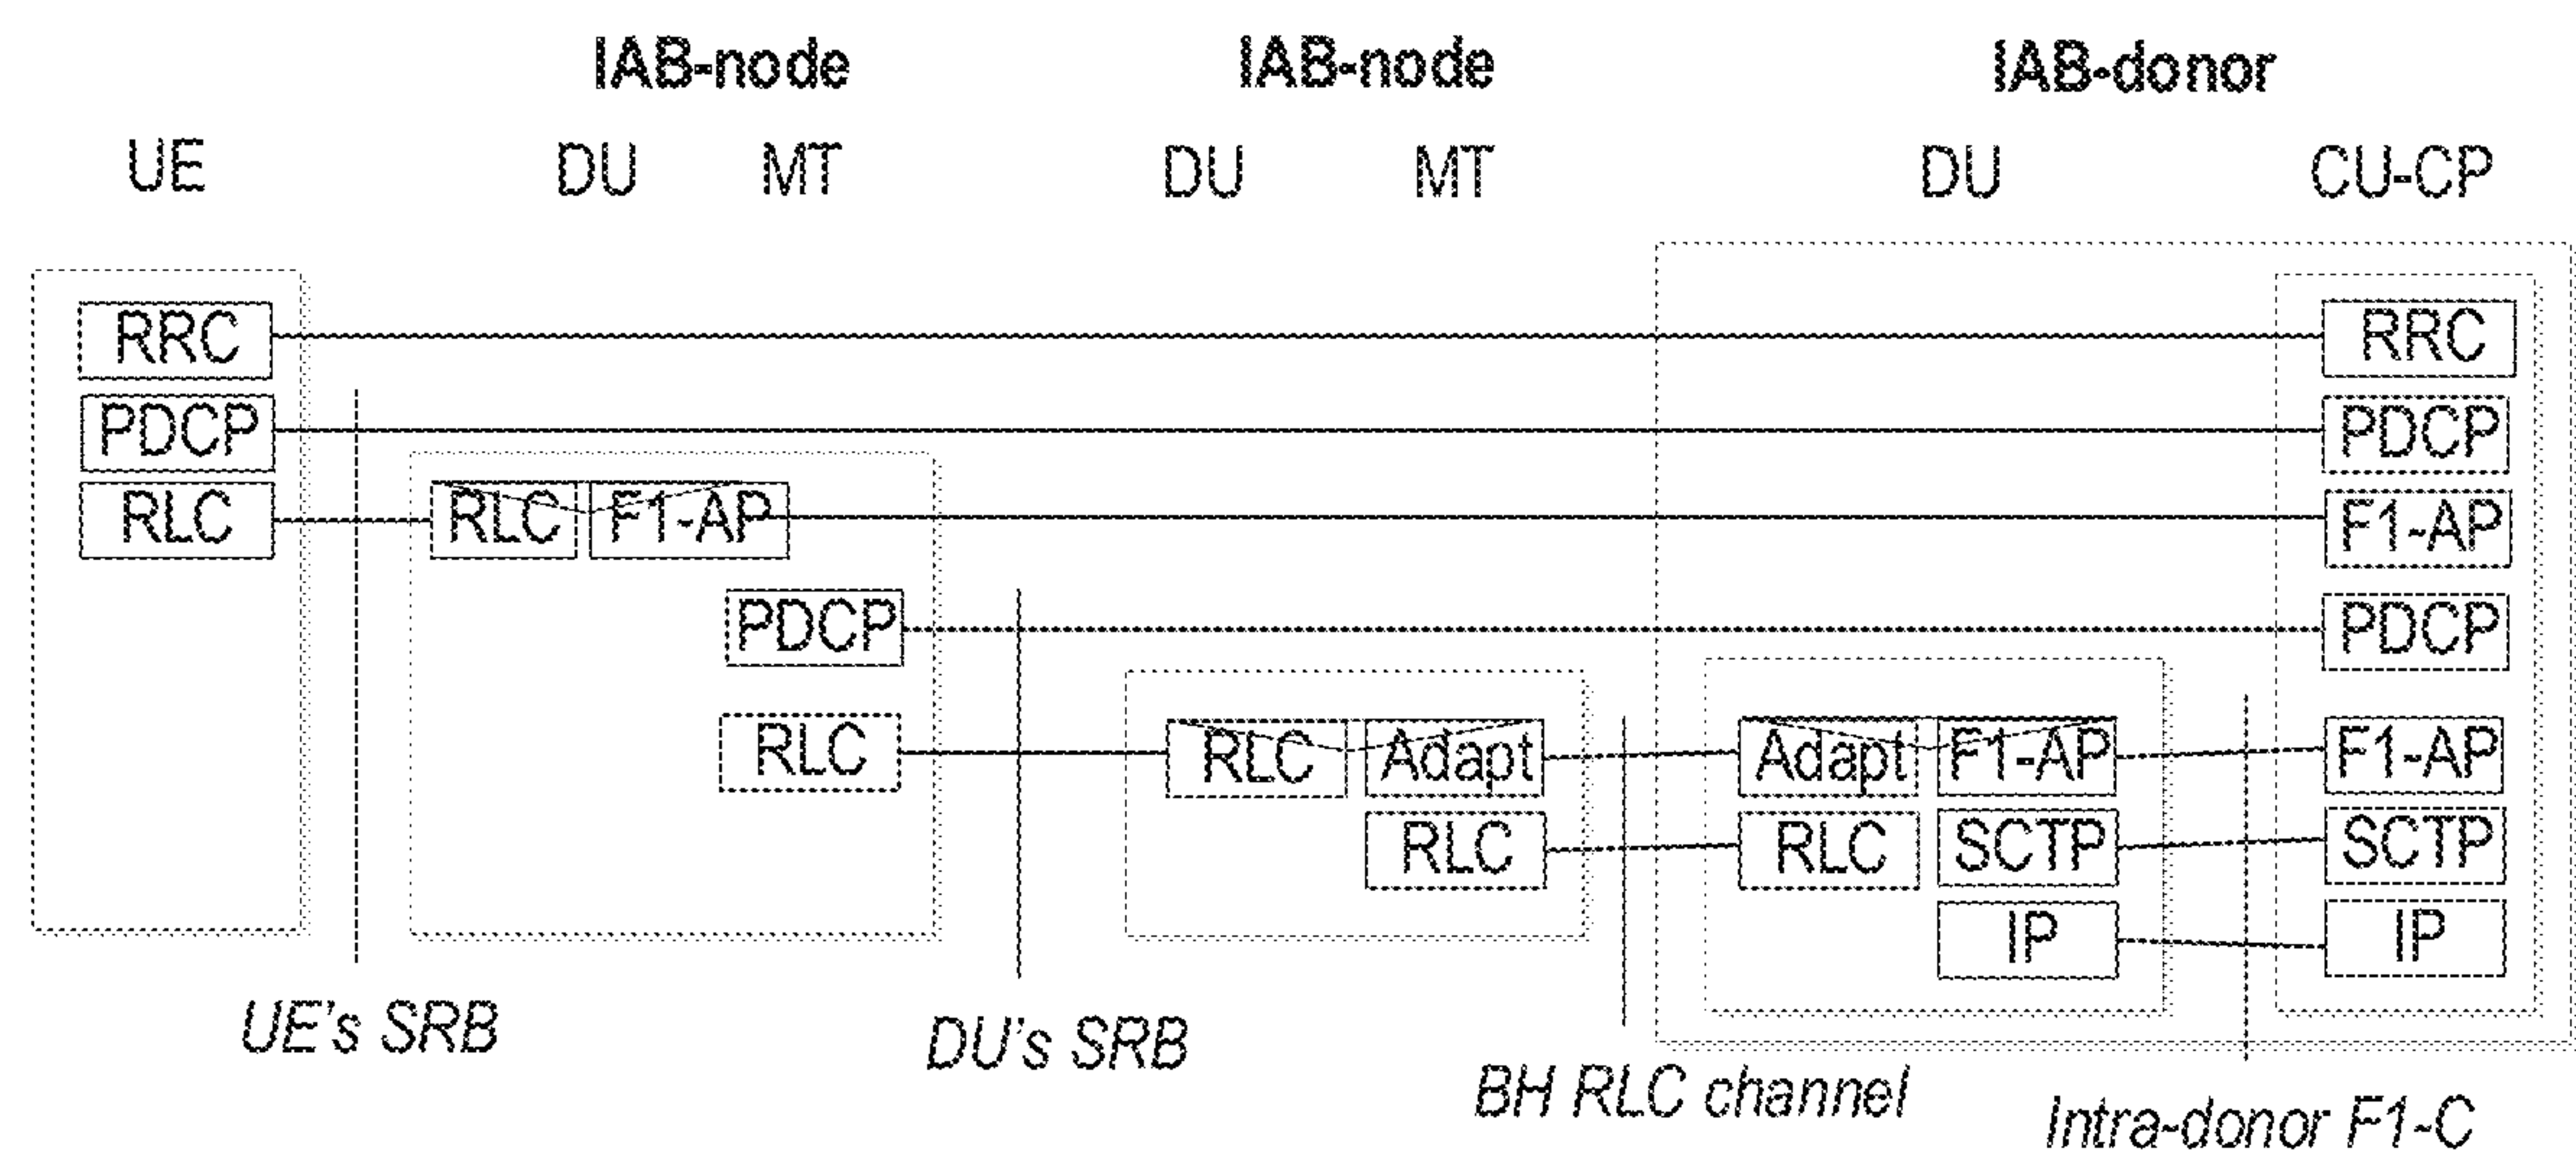 IAB-node IAB-node IAB-donor
UE DU MT DU MT DU CU-CP
RRC RRC
PDCP PDCP
RLC RLC F1-AP F1-AP
PDCP PDCP
RLC RLC Adapt Adapt F1-AP F1-AP
RLC RLC SCTP SCTP
IP IP
UE's SRB DU's SRB BH RLC channel Intra-donor F1-C